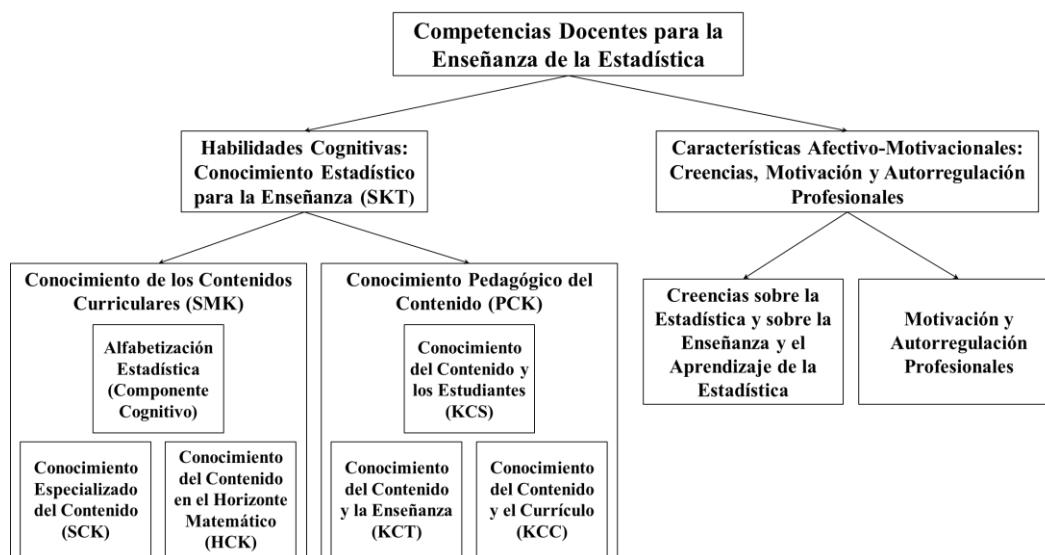 Competencias Docentes para la
Enseñanza de la Estadística
Habilidades Cognitivas:
Conocimiento Estadístico
para la Enseñanza (SKT)
Características Afectivo-Motivacionales:
Creencias, Motivación y Autorregulación
Profesionales
Conocimiento de los Contenidos
Curriculares (SMK)
Alfabetización
Estadística
(Componente
Cognitivo)
Conocimiento
Especializado
del Contenido
(SCK)
Conocimiento
del Contenido
en el Horizonte
Matemático
(HCK)
Conocimiento Pedagógico del
Contenido (PCK)
Conocimiento
del Contenido y
los Estudiantes
(KCS)
Conocimiento
del Contenido
y la Enseñanza
(KCT)
Conocimiento
del Contenido
y el Currículo
(KCC)
Creencias sobre la
Estadística y sobre la
Enseñanza y el
Aprendizaje de la
Estadística
Motivación y
Autorregulación
Profesionales